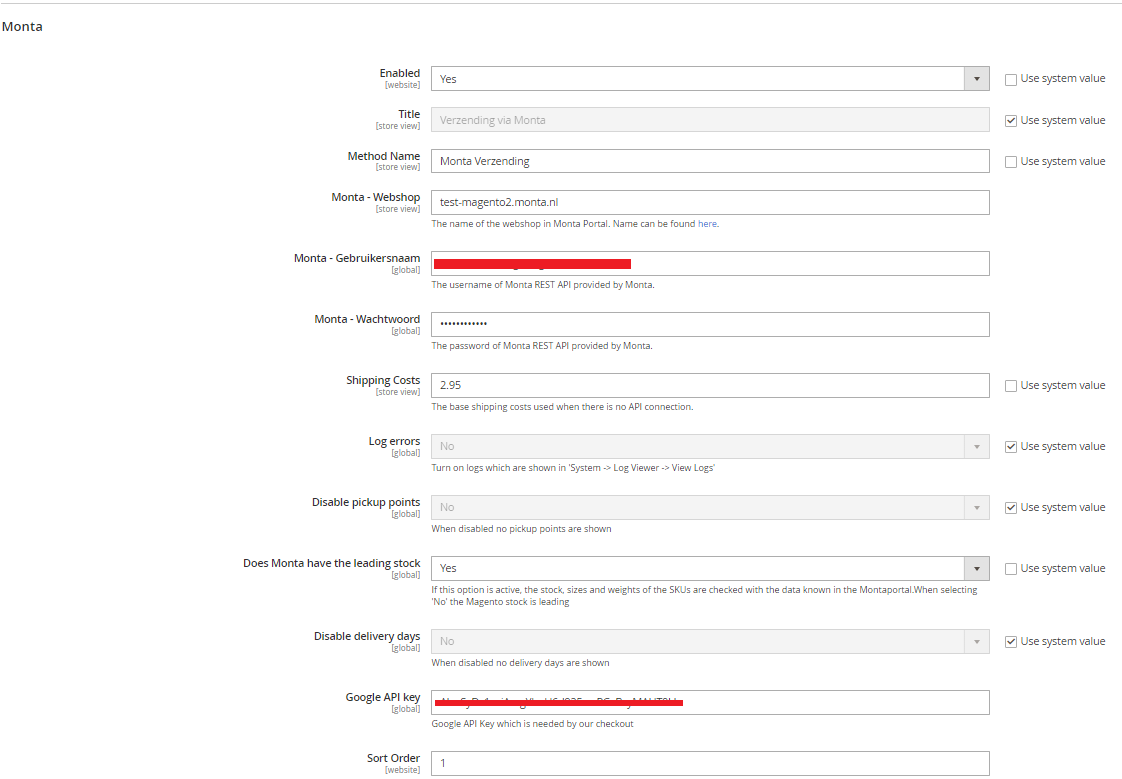 Monta
Enabled
[website]
Yes
Use system value
Title
[store view]
Verzending via Monta
Use system value
Method Name
[store view]
Monta Verzending
Use system value
Monta - Webshop
[store view]
test-magento2.monta.nl
The name of the webshop in Monta Portal. Name can be found here.
Monta - Gebruikersnaam
[global]
The username of Monta REST API provided by Monta.
Monta - Wachtwoord
[global]
••••••••••••
The password of Monta REST API provided by Monta.
Shipping Costs
[store view]
2.95
Use system value
The base shipping costs used when there is no API connection.
Log errors
[global]
No
Use system value
Turn on logs which are shown in 'System -> Log Viewer -> View Logs'
Disable pickup points
[global]
No
Use system value
When disabled no pickup points are shown
Does Monta have the leading stock
[global]
Yes
Use system value
If this option is active, the stock, sizes and weights of the SKUs are checked with the data known in the Montaportal.When selecting
'No' the Magento stock is leading
Disable delivery days
[global]
No
Use system value
When disabled no delivery days are shown
Google API key
[global]
Google API Key which is needed by our checkout
Sort Order
[website]
1